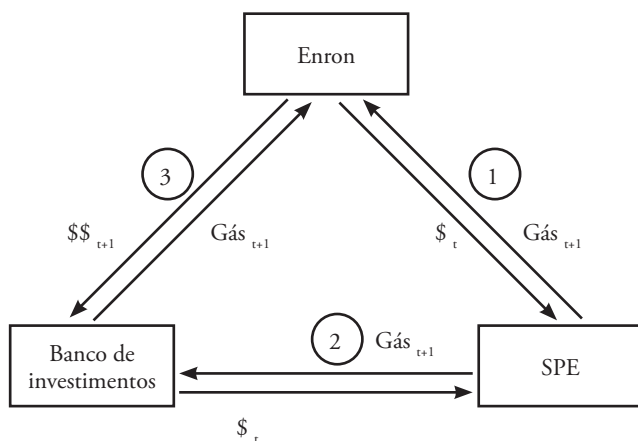 Enron
3
1
$$ t+1
Gás t+1
$ t
Gás t+1
Banco de
investimentos
2
Gás t+1
SPE
$ t